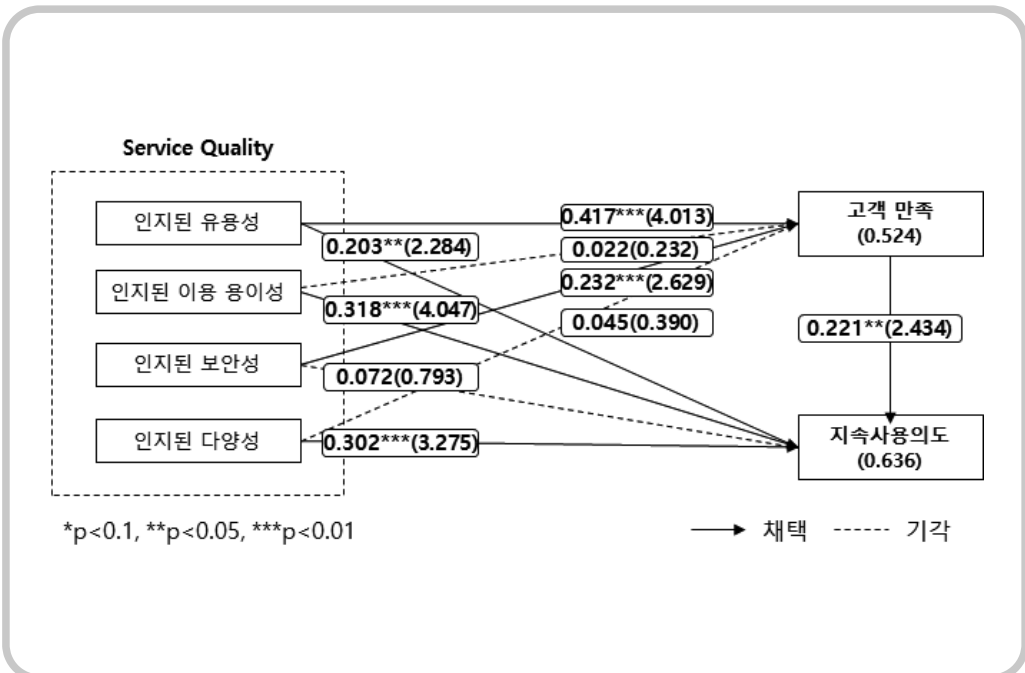 Service Quality
인지된 유용성
인지된 이용 용이성
인지된 보안성
인지된 다양성
0.417***(4.013)
0.203**(2.284)
0.022(0.232)
0.232***(2.629)
0.318***(4.047)
0.045(0.390)
0.072(0.793)
0.302***(3.275)
고객 만족
(0.524)
0.221**(2.434)
지속사용의도
(0.636)
*p<0.1, **p<0.05, ***p<0.01
채택
기각